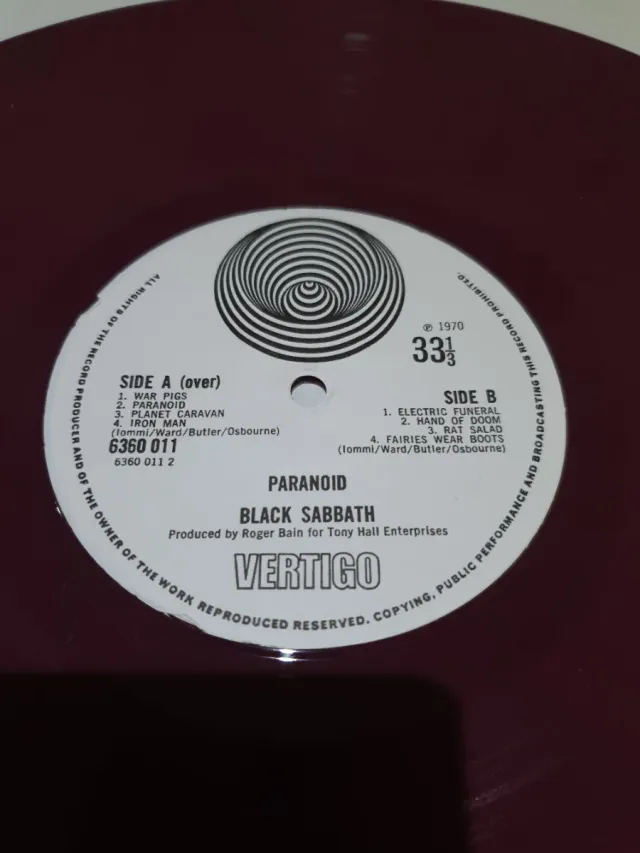 ℗ 1970
33⅓
SIDE A (over)
1. WAR PIGS
2. PARANOID
3. PLANET CARAVAN
4. IRON MAN
(Iommi/Ward/Butler/Osbourne)
6360 011
6360 011 2
SIDE B
1. ELECTRIC FUNERAL
2. HAND OF DOOM
3. RAT SALAD
4. FAIRIES WEAR BOOTS
(Iommi/Ward/Butler/Osbourne)
PARANOID
BLACK SABBATH
Produced by Roger Bain for Tony Hall Enterprises
VERTIGO
ALL RIGHTS OF THE RECORD PRODUCER AND OF THE OWNER OF THE WORK REPRODUCED RESERVED. COPYING, PUBLIC PERFORMANCE AND BROADCASTING THIS RECORD PROHIBITED.